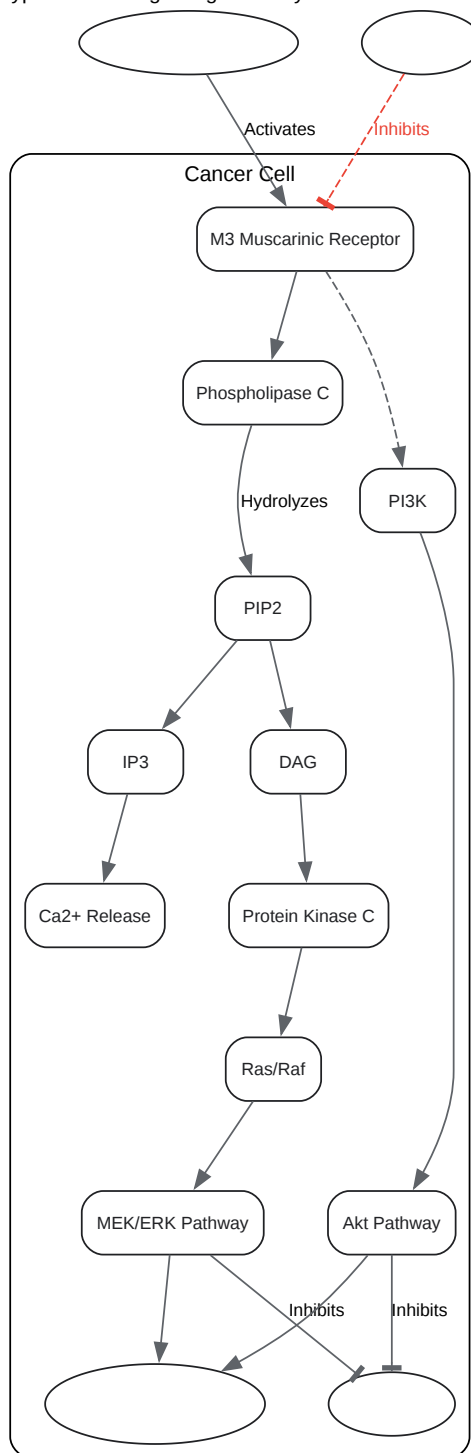 Activates
Inhibits
Cancer Cell
M3 Muscarinic Receptor
Phospholipase C
Hydrolyzes
PI3K
PIP2
IP3
DAG
Ca2+ Release
Protein Kinase C
Ras/Raf
MEK/ERK Pathway
Akt Pathway
Inhibits
Inhibits